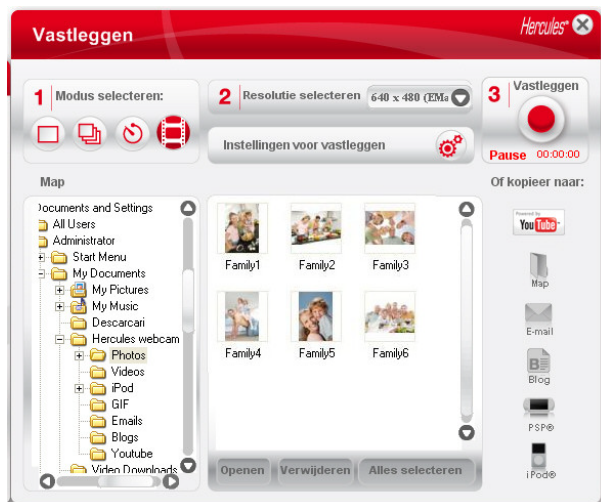 Vastleggen
Hercules®
1 Modus selecteren:
2 Resolutie selecteren 640 x 480 (EMa
Instellingen voor vastleggen
3 Vastleggen
Pause 00:00:00
Map
Documents and Settings
All Users
Administrator
Start Menu
My Documents
My Pictures
My Music
Descarcari
Hercules webcam
Photos
Videos
iPod
GIF
Emails
Blogs
Youtube
Video Downloads
Family1 Family2 Family3
Family4 Family5 Family6
Openen Verwijderen Alles selecteren
Of kopieer naar:
Powered by
YouTube
Map
E-mail
B
Blog
PSP®
iPod®